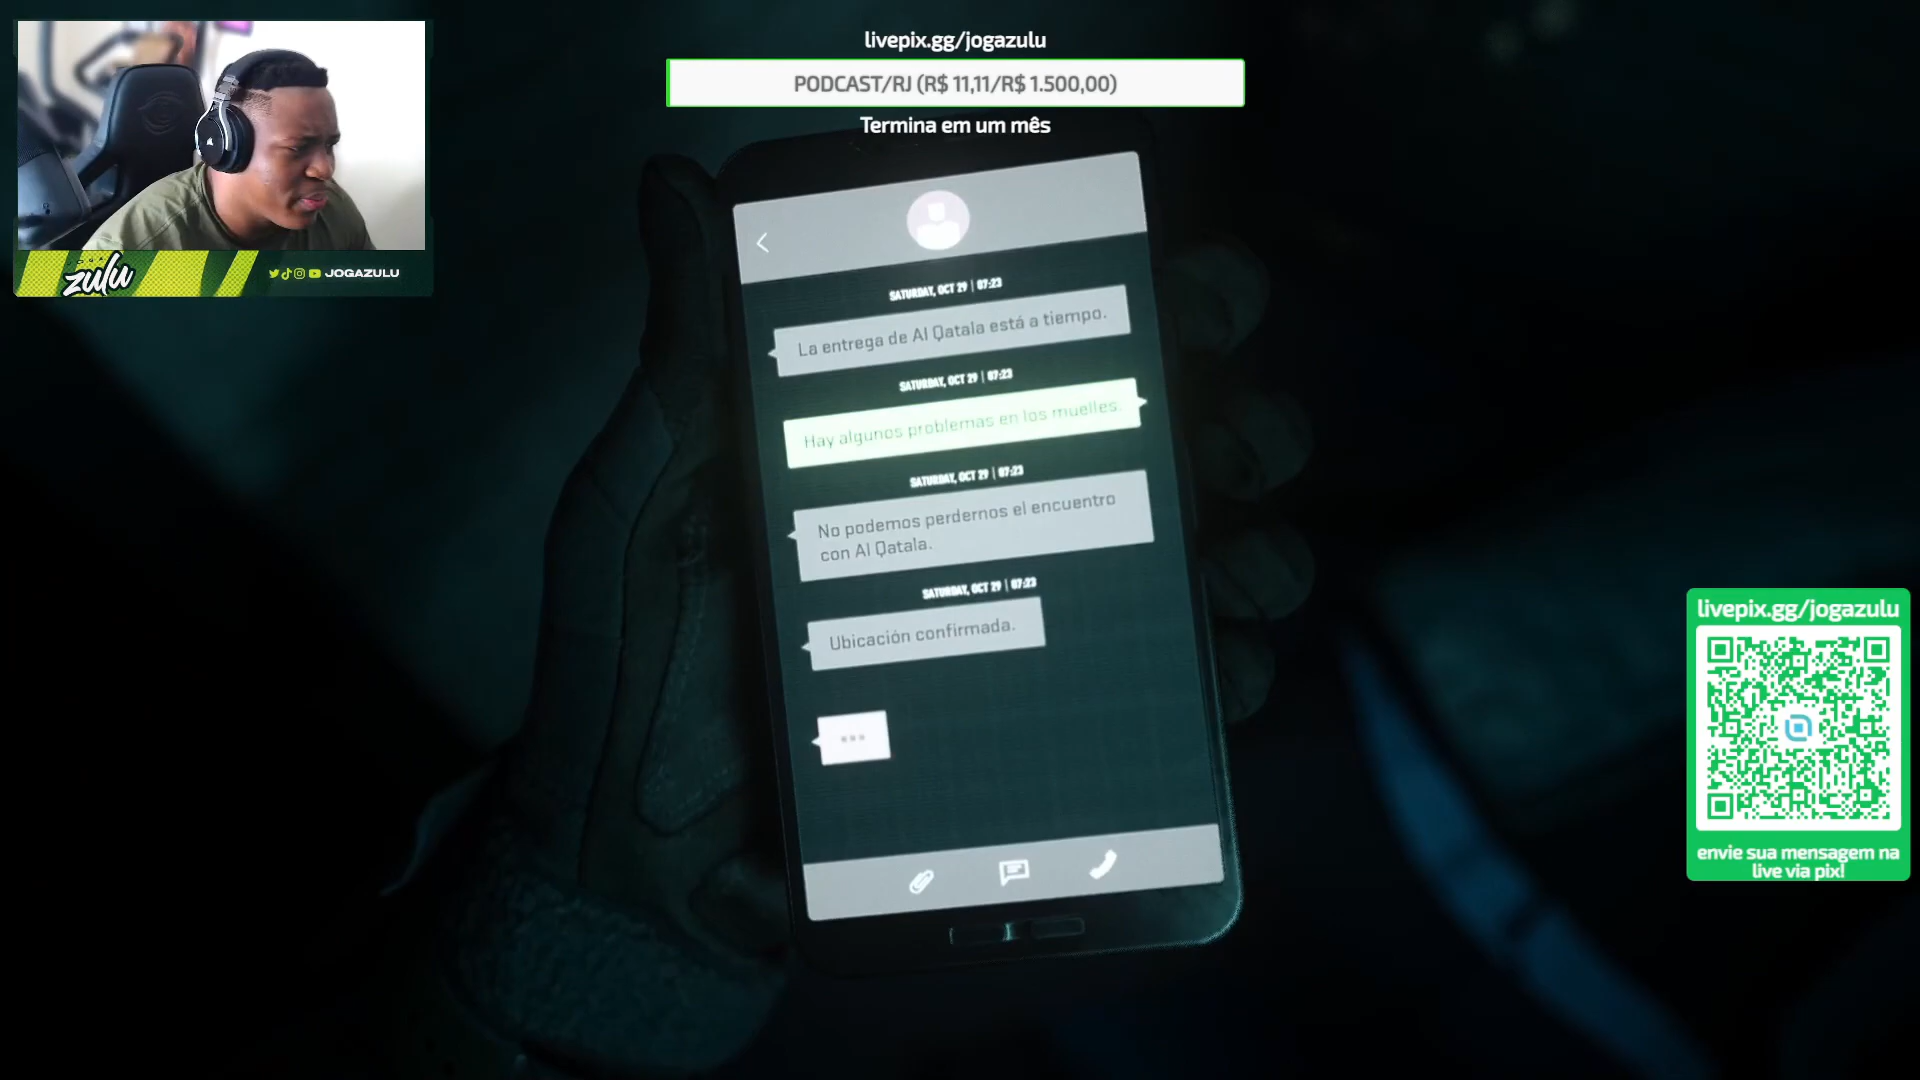 livepix.gg/jogazulu
PODCAST/RJ (R$ 11,11/R$ 1.500,00)
Termina em um mês
JOGA
zulu
JOGAZULU
SATURDAY, OCT 29 | 07:23
La entrega de Al Qatala está a tiempo.
SATURDAY, OCT 29 | 07:23
Hay algunos problemas en los muelles.
SATURDAY, OCT 29 | 07:23
No podemos perdernos el encuentro
con Al Qatala.
SATURDAY, OCT 29 | 07:23
Ubicación confirmada.
...
livepix.gg/jogazulu
envie sua mensagem na
live via pix!